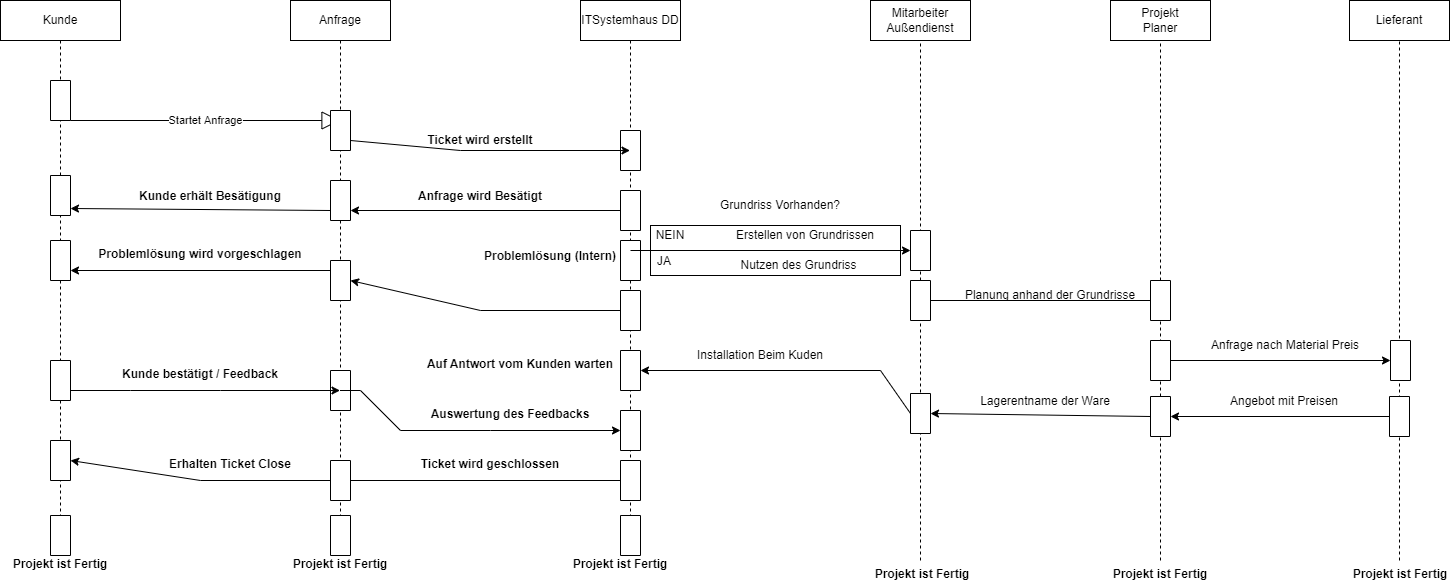 Kunde
Anfrage
ITSystemhaus DD
Mitarbeiter
Außendienst
Projekt
Planer
Lieferant
Startet Anfrage
Ticket wird erstellt
Kunde erhält Besätigung
Anfrage wird Besätigt
Grundriss Vorhanden?
NEIN
Erstellen von Grundrissen
Problemlösung wird vorgeschlagen
Problemlösung (Intern)
JA
Nutzen des Grundriss
Planung anhand der Grundrisse
Anfrage nach Material Preis
Installation Beim Kuden
Auf Antwort vom Kunden warten
Kunde bestätigt / Feedback
Lagerentname der Ware
Angebot mit Preisen
Auswertung des Feedbacks
Erhalten Ticket Close
Ticket wird geschlossen
Projekt ist Fertig
Projekt ist Fertig
Projekt ist Fertig
Projekt ist Fertig
Projekt ist Fertig
Projekt ist Fertig